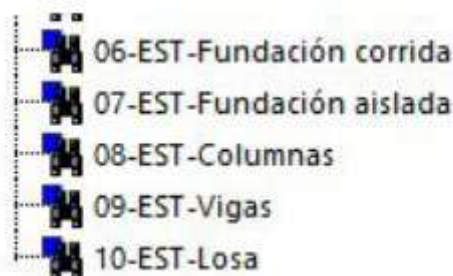 06-EST-Fundación corrida
07-EST-Fundación aislada
08-EST-Columnas
09-EST-Vigas
10-EST-Losa